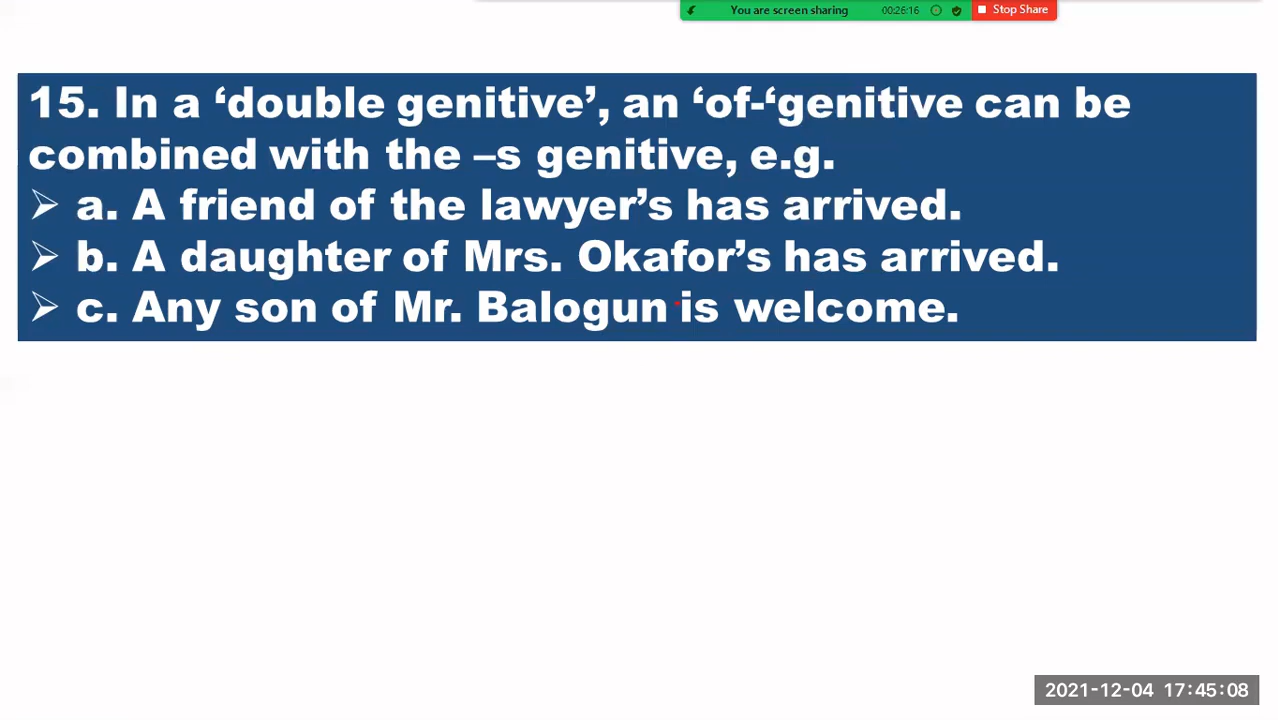 You are screen sharing 00:26:16 Stop Share
15. In a ‘double genitive’, an ‘of-‘genitive can be
combined with the –s genitive, e.g.
➢ a. A friend of the lawyer’s has arrived.
➢ b. A daughter of Mrs. Okafor’s has arrived.
➢ c. Any son of Mr. Balogun is welcome.
2021-12-04 17:45:08